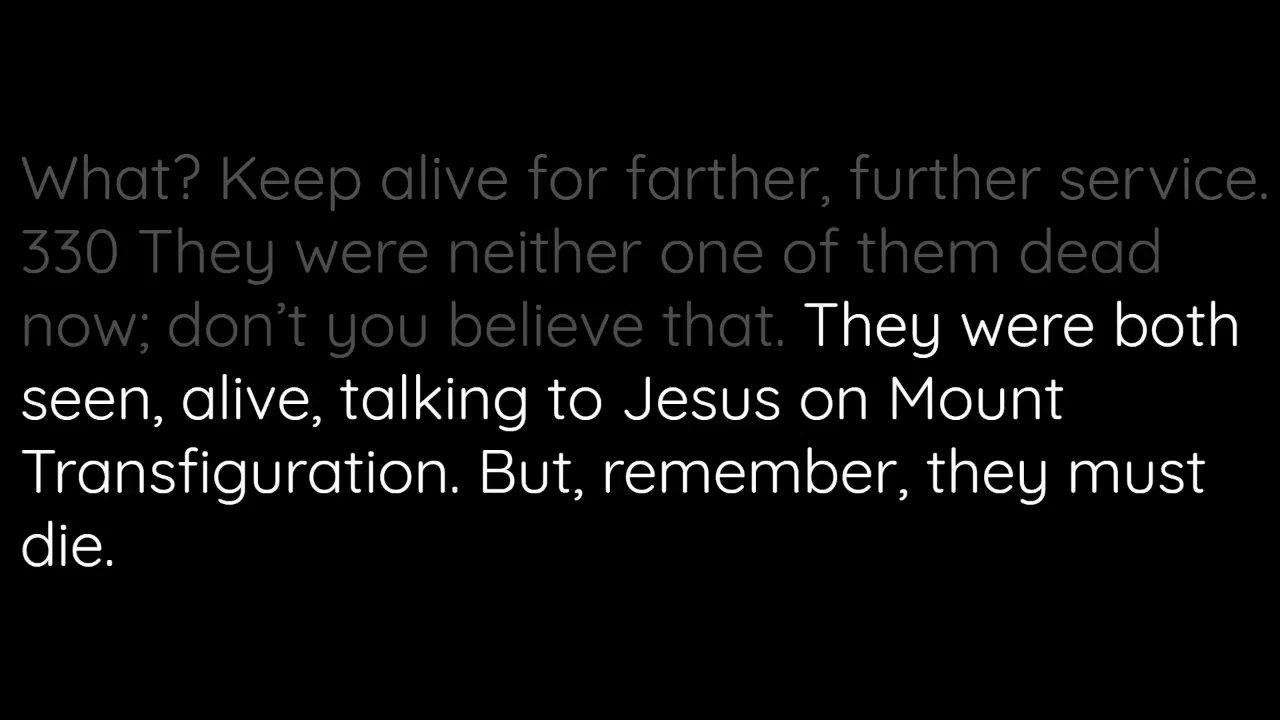 What? Keep alive for farther, further service.
330 They were neither one of them dead
now; don’t you believe that. They were both
seen, alive, talking to Jesus on Mount
Transfiguration. But, remember, they must
die.